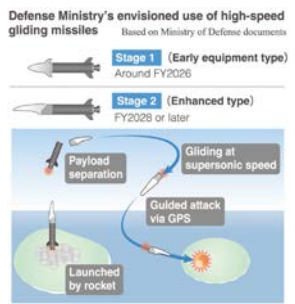 Defense Ministry's envisioned use of high-speed
gliding missiles
Based on Ministry of Defense documents
Stage 1 (Early equipment type)
Around FY2026
Stage 2 (Enhanced type)
FY2028 or later
Payload
separation
Gliding at
supersonic speed
Guided attack
via GPS
Launched
by rocket